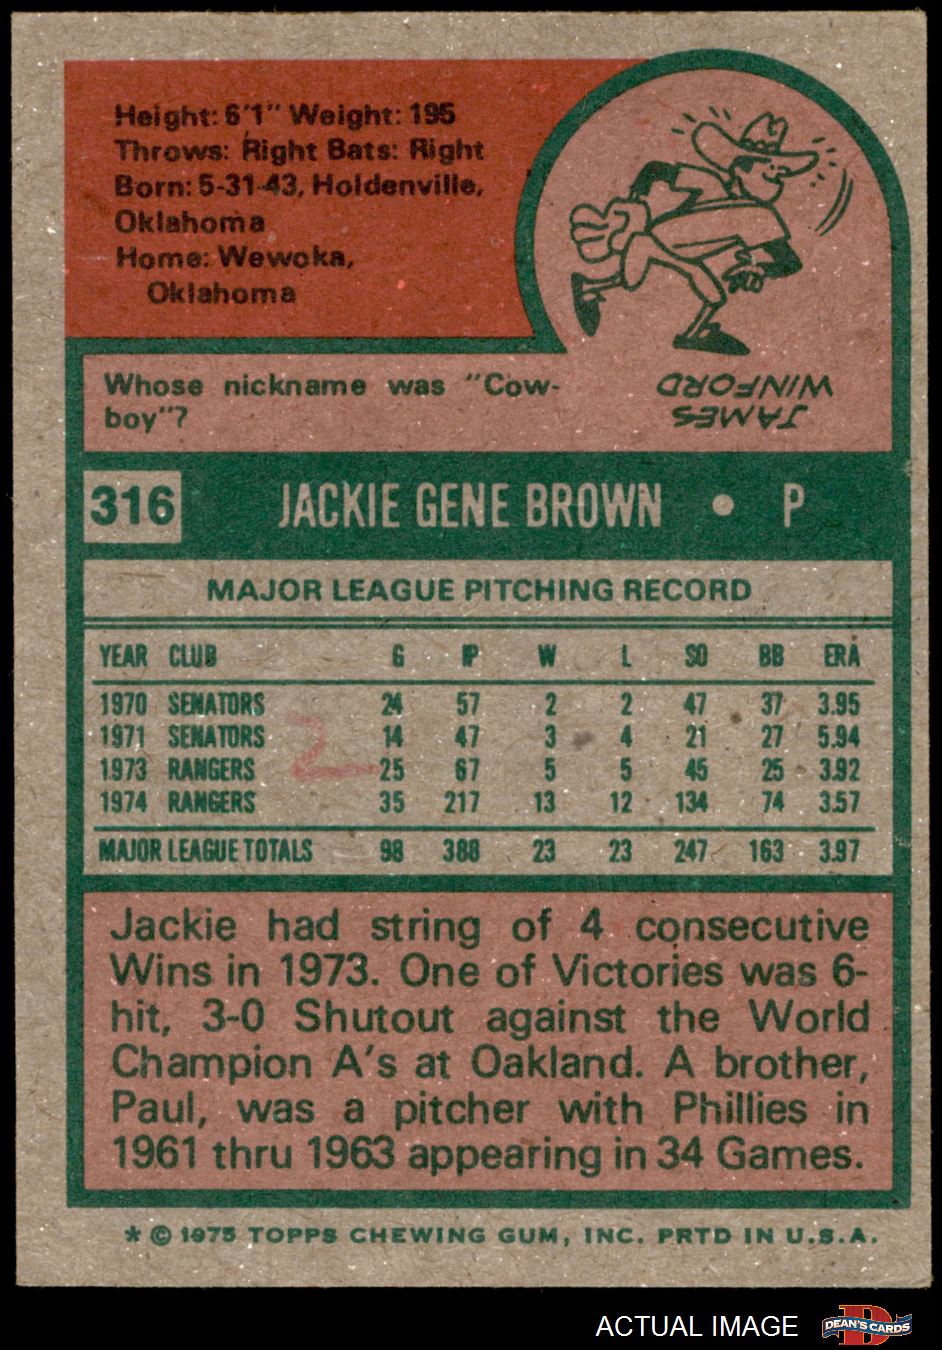 Height: 6'1" Weight: 195
Throws: Right Bats: Right
Born: 5-31-43, Holdenville,
Oklahoma
Home: Wewoka,
Oklahoma
Whose nickname was "Cow-
boy"?
JAMES
WINFORD
316 JACKIE GENE BROWN • P
MAJOR LEAGUE PITCHING RECORD
YEAR CLUB G IP W L SO BB ERA
1970 SENATORS 24 57 2 2 47 37 3.95
1971 SENATORS 14 47 3 4 21 27 5.94
1973 RANGERS 25 67 5 5 45 25 3.92
1974 RANGERS 35 217 13 12 134 74 3.57
MAJOR LEAGUE TOTALS 98 388 23 23 247 163 3.97
2
Jackie had string of 4 consecutive
Wins in 1973. One of Victories was 6-
hit, 3-0 Shutout against the World
Champion A's at Oakland. A brother,
Paul, was a pitcher with Phillies in
1961 thru 1963 appearing in 34 Games.
* © 1975 TOPPS CHEWING GUM, INC. PRTD IN U.S.A.
ACTUAL IMAGE
D
DEAN'S CARDS